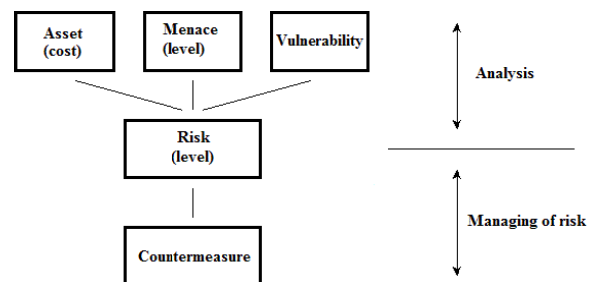 Asset
(cost)
Menace
(level)
Vulnerability
Analysis
Risk
(level)
Managing of risk
Countermeasure